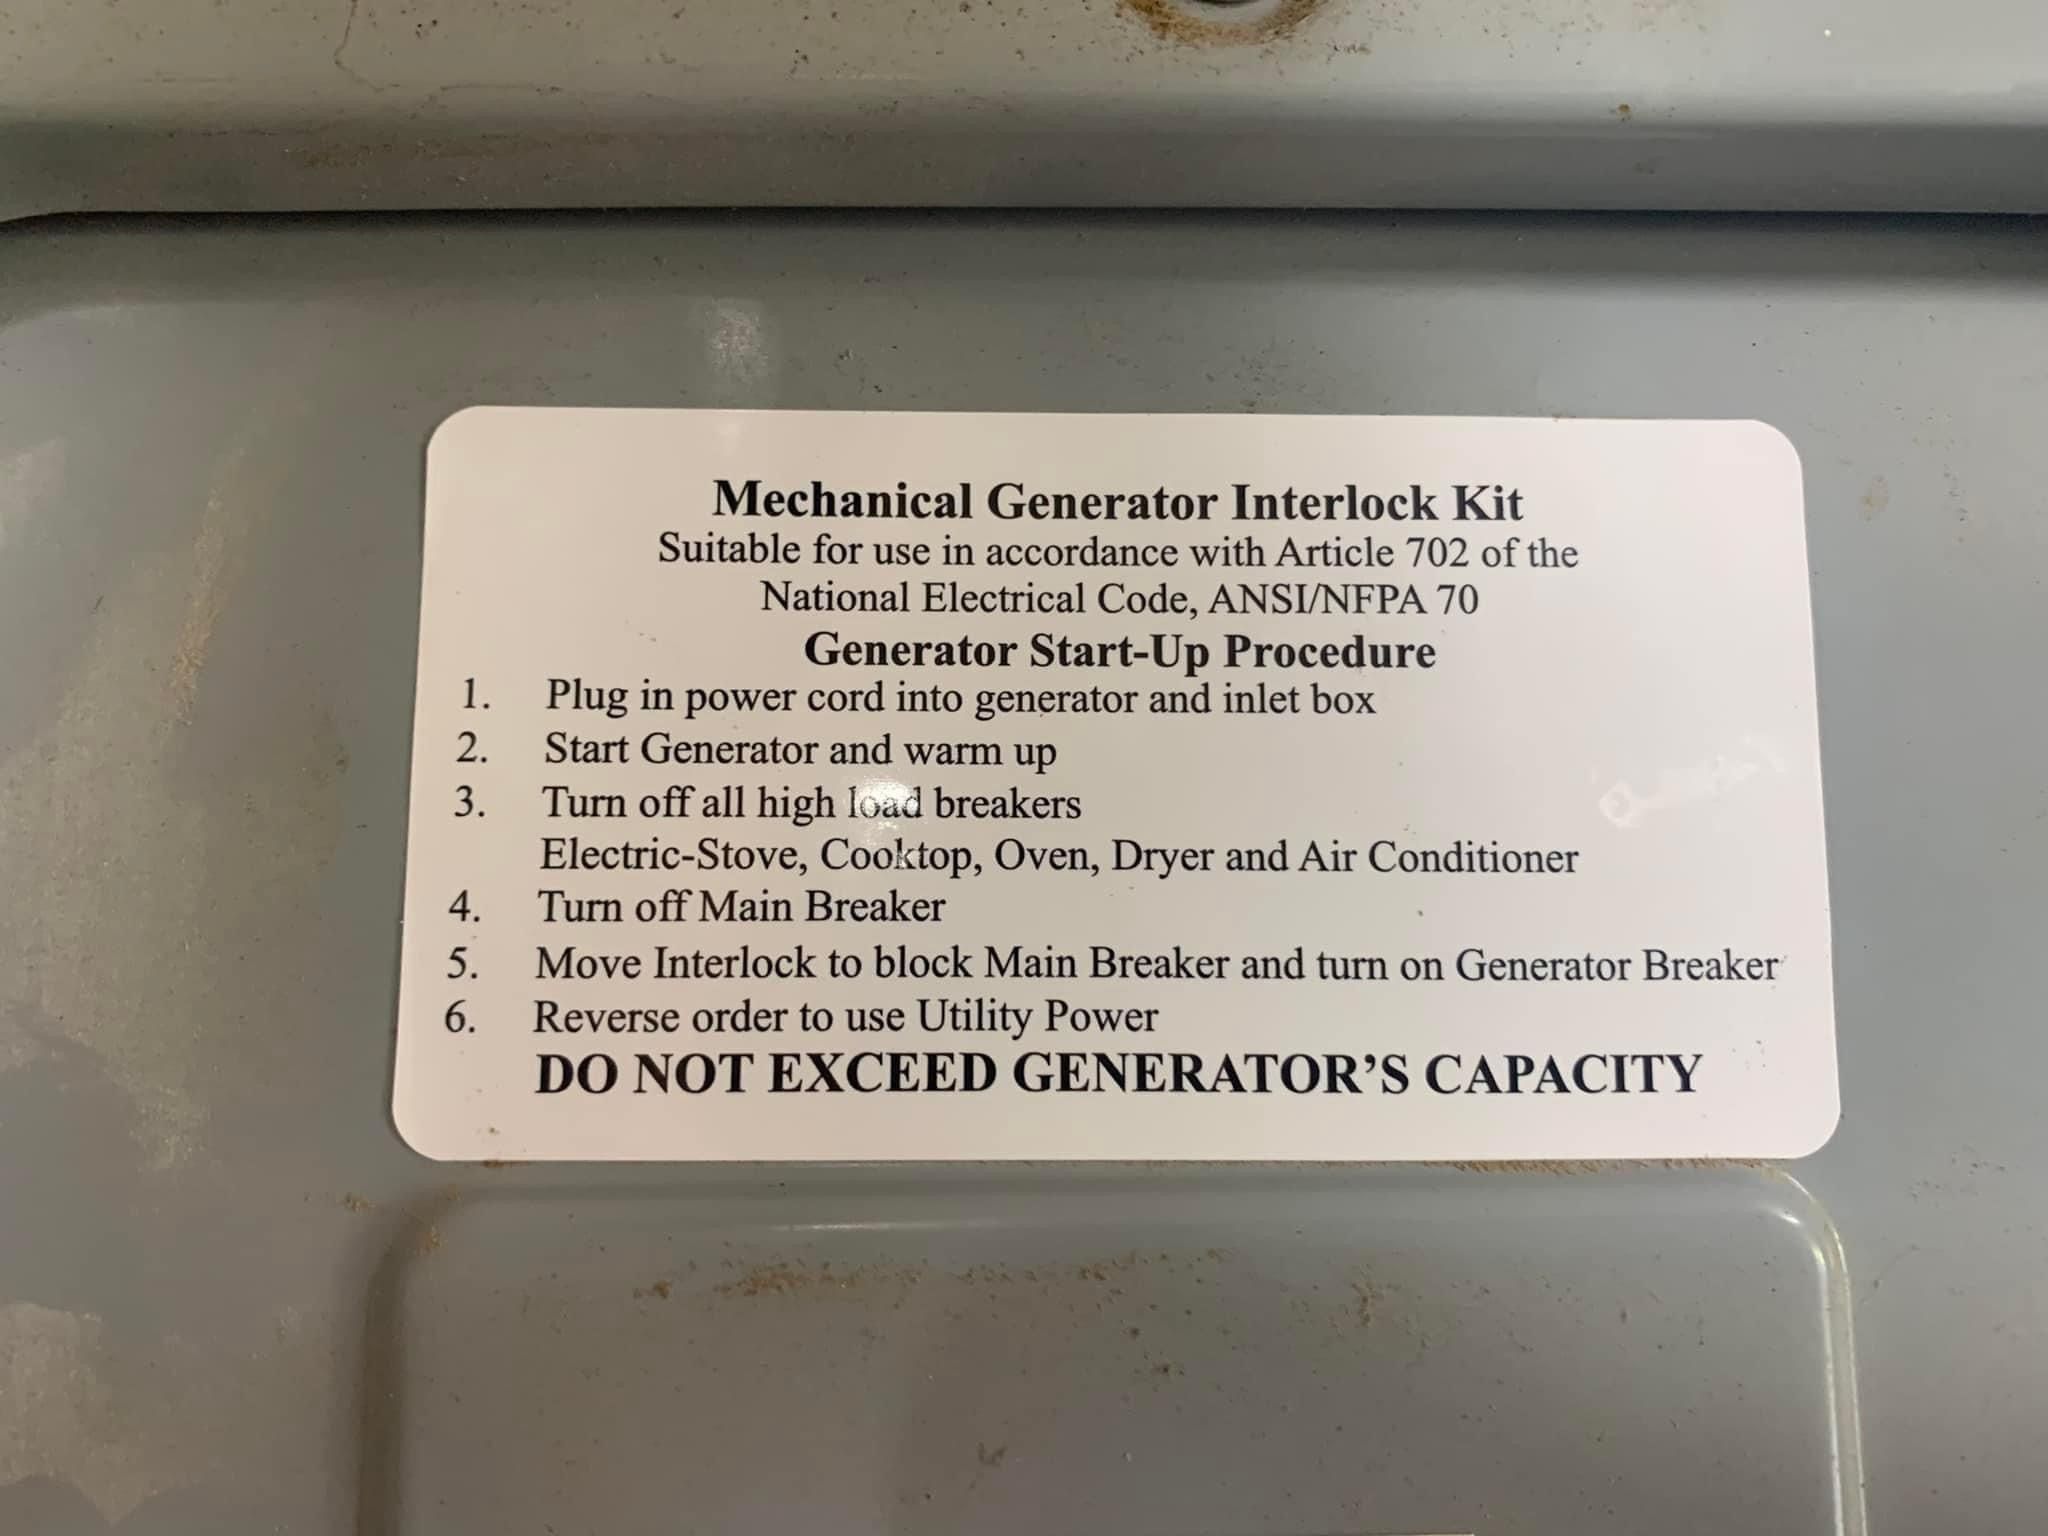 Mechanical Generator Interlock Kit
Suitable for use in accordance with Article 702 of the
National Electrical Code, ANSI/NFPA 70
Generator Start-Up Procedure
1. Plug in power cord into generator and inlet box
2. Start Generator and warm up
3. Turn off all high load breakers
Electric-Stove, Cooktop, Oven, Dryer and Air Conditioner
4. Turn off Main Breaker
5. Move Interlock to block Main Breaker and turn on Generator Breaker
6. Reverse order to use Utility Power
DO NOT EXCEED GENERATOR’S CAPACITY